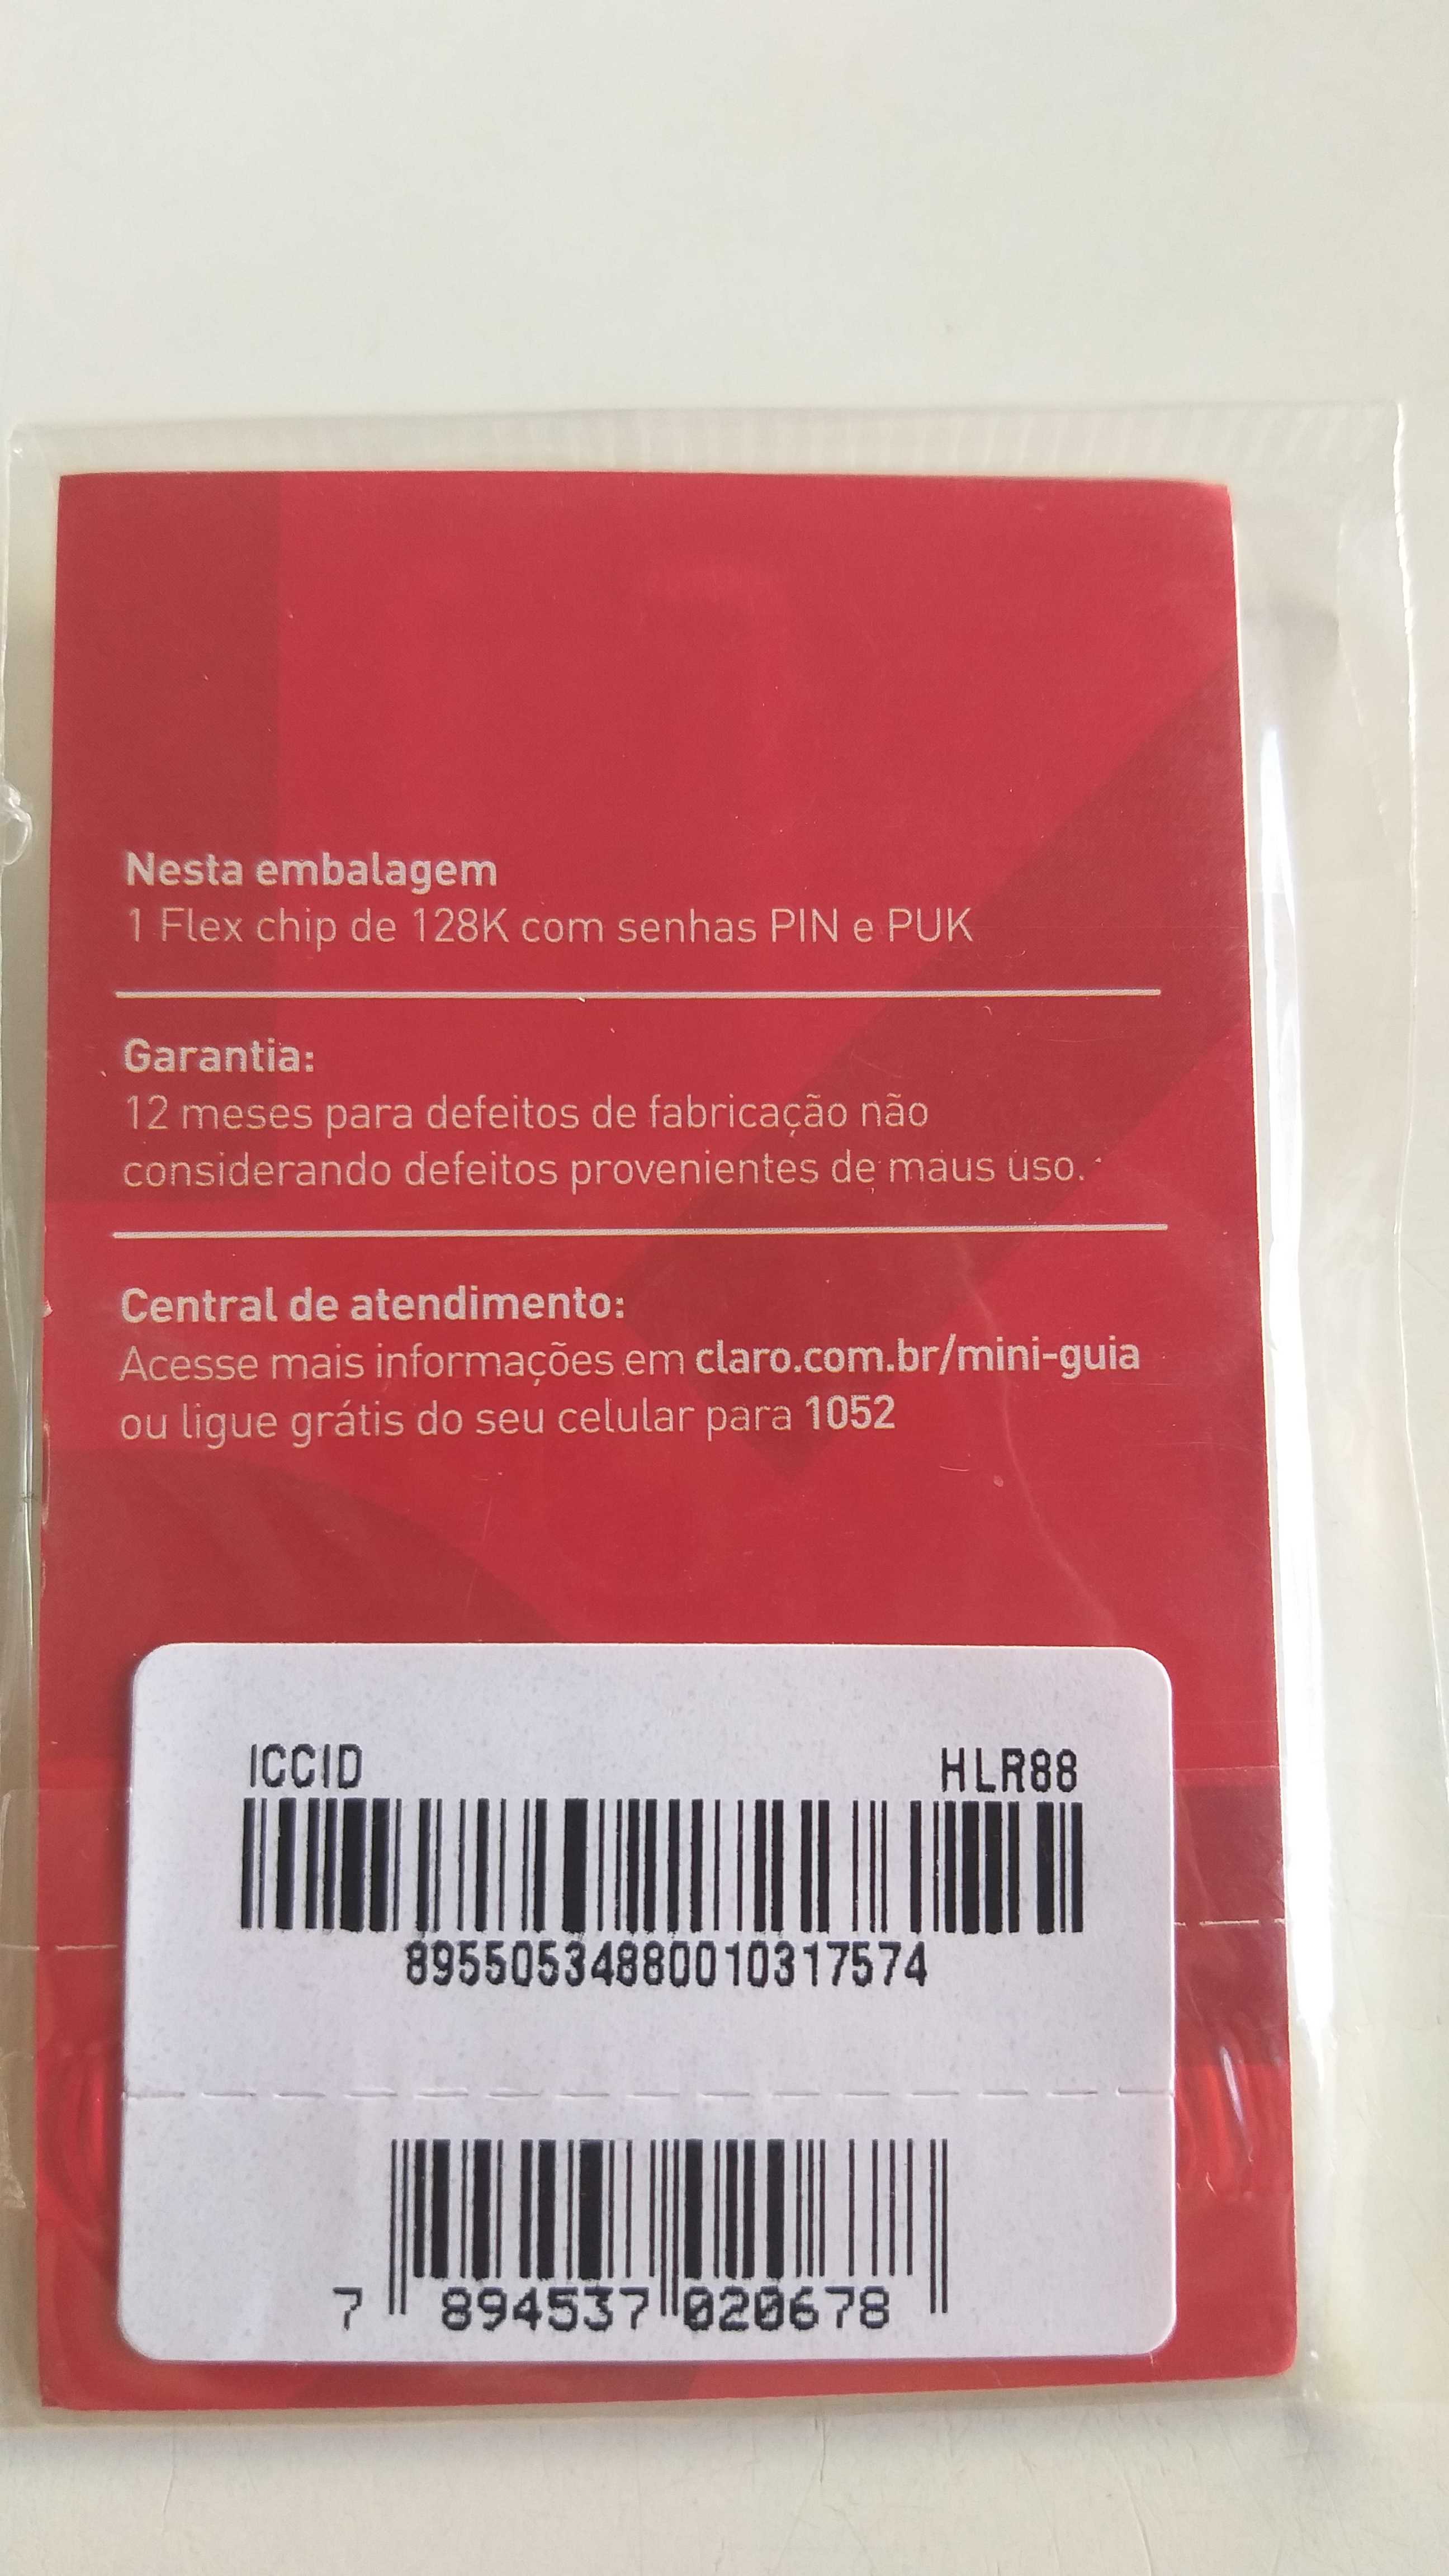 Nesta embalagem
1 Flex chip de 128K com senhas PIN e PUK
Garantia:
12 meses para defeitos de fabricação não
considerando defeitos provenientes de maus uso.
Central de atendimento:
Acesse mais informações em claro.com.br/mini-guia
ou ligue grátis do seu celular para 1052
ICCID HLR88
89550534880010317574
7 894537 020678